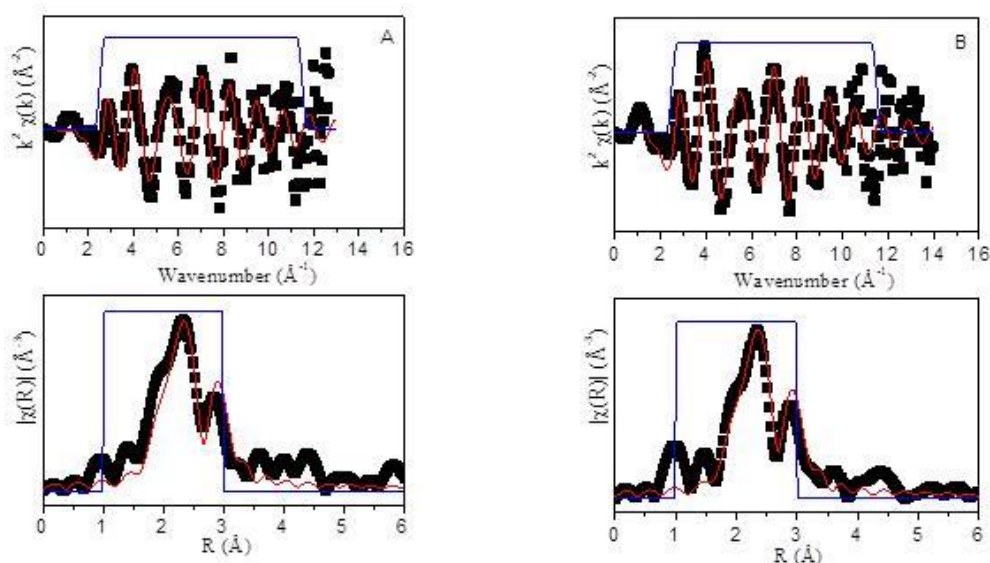 A
k² χ(k) (Å⁻²)
0 2 4 6 8 10 12 14 16
Wavenumber (Å⁻¹)
B
k² χ(k) (Å⁻²)
0 2 4 6 8 10 12 14 16
Wavenumber (Å⁻¹)
|χ(R)| (Å⁻³)
0 1 2 3 4 5 6
R (Å)
|χ(R)| (Å⁻³)
0 1 2 3 4 5 6
R (Å)